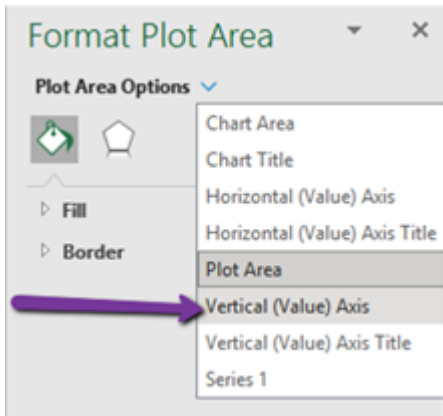 Format Plot Area
Plot Area Options
Chart Area
Chart Title
Horizontal (Value) Axis
Horizontal (Value) Axis Title
Plot Area
Vertical (Value) Axis
Vertical (Value) Axis Title
Series 1
Fill
Border